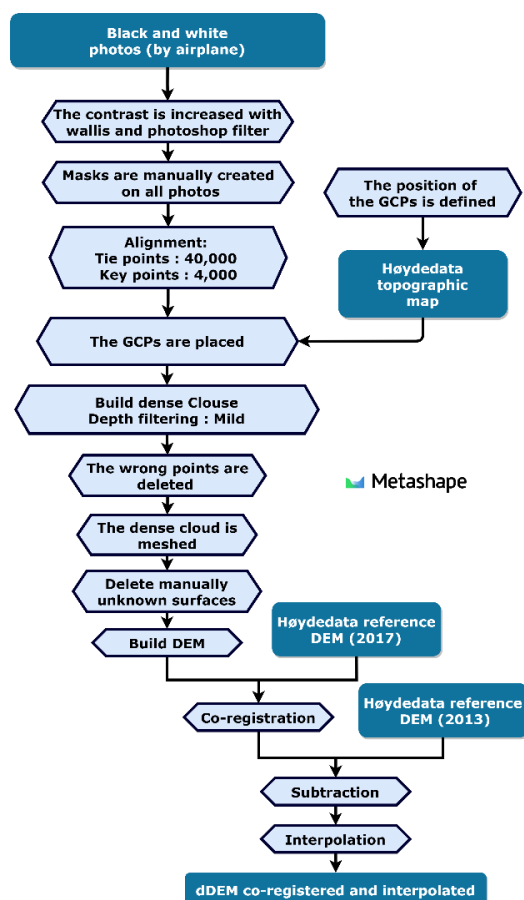 Black and white
photos (by airplane)
The contrast is increased with
wallis and photoshop filter
Masks are manually created
on all photos
The position of
the GCPs is defined
Alignment:
Tie points : 40,000
Key points : 4,000
Høydedata
topographic
map
The GCPs are placed
Build dense Clouse
Depth filtering : Mild
The wrong points are
deleted
Metashape
The dense cloud is
meshed
Delete manually
unknown surfaces
Høydedata reference
DEM (2017)
Build DEM
Høydedata reference
DEM (2013)
Co-registration
Subtraction
Interpolation
dDEM co-registered and interpolated